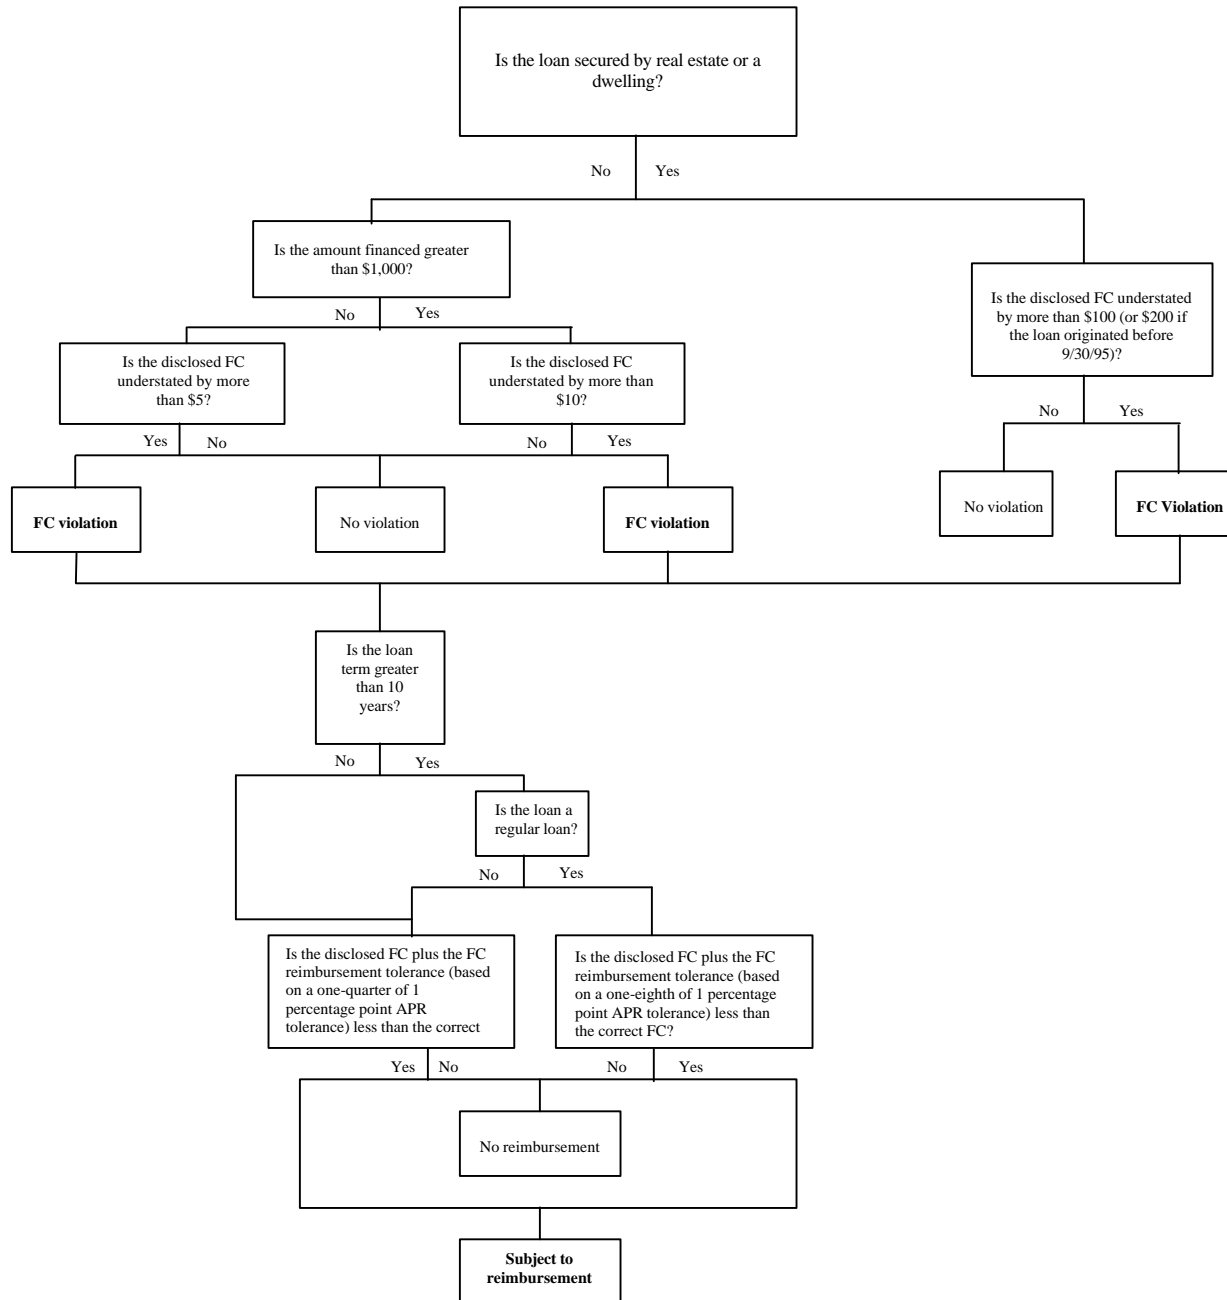 Is the loan secured by real estate or a
dwelling?
No Yes
Is the amount financed greater
than $1,000?
Is the disclosed FC understated
by more than $100 (or $200 if
the loan originated before
9/30/95)?
No Yes
Is the disclosed FC
understated by more
than $5?
Is the disclosed FC
understated by more than
$10?
No Yes
Yes No
No Yes
FC violation
No violation
FC violation
No violation
FC Violation
Is the loan
term greater
than 10
years?
No Yes
Is the loan a
regular loan?
No Yes
Is the disclosed FC plus the FC
reimbursement tolerance (based
on a one-quarter of 1
percentage point APR
tolerance) less than the correct
Is the disclosed FC plus the FC
reimbursement tolerance (based
on a one-eighth of 1 percentage
point APR tolerance) less than
the correct FC?
Yes No
No Yes
No reimbursement
Subject to
reimbursement